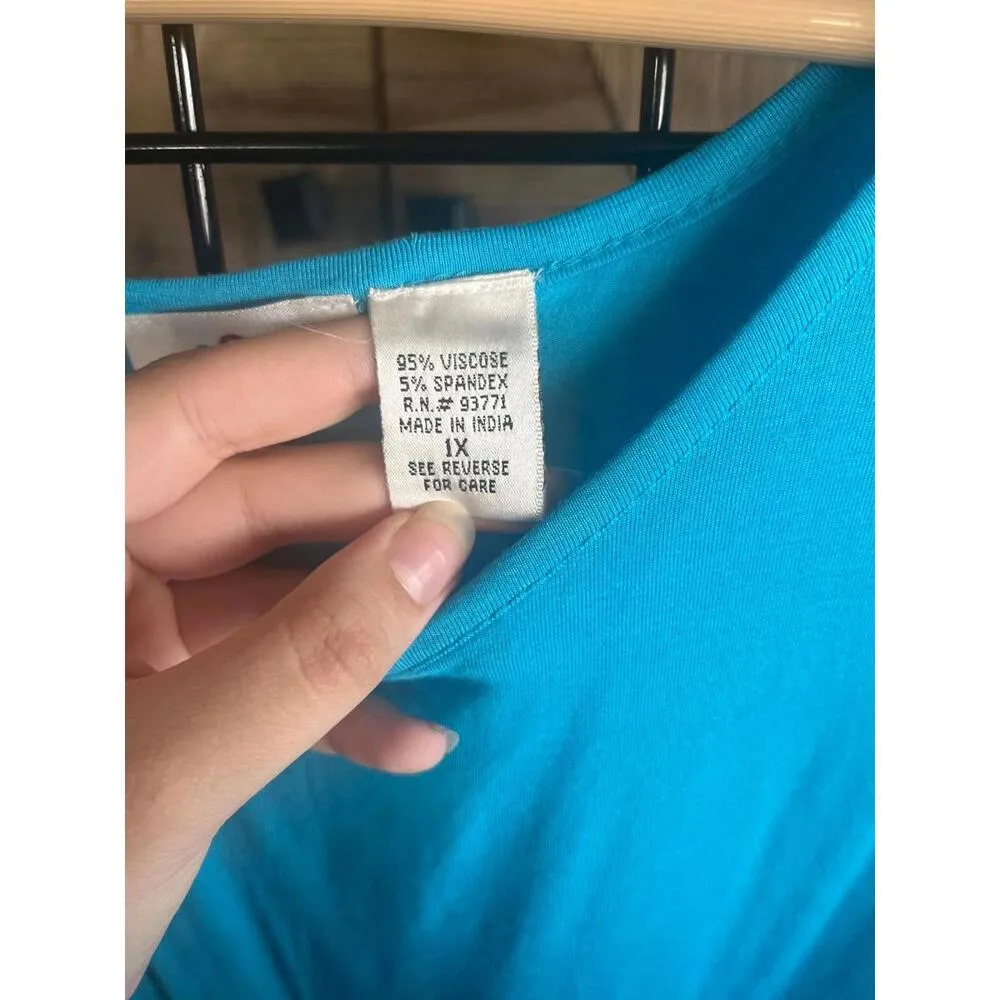 95% VISCOSE
5% SPANDEX
R.N.# 93771
MADE IN INDIA
1X
SEE REVERSE
FOR CARE